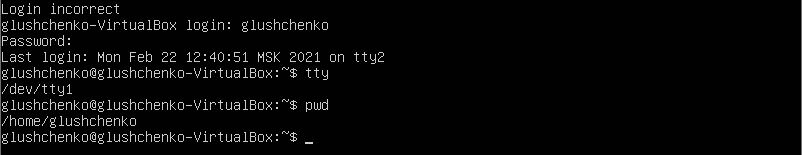 Login incorrect
glushchenko-VirtualBox login: glushchenko
Password:
Last login: Mon Feb 22 12:40:51 MSK 2021 on tty2
glushchenko@glushchenko-VirtualBox:~$ tty
/dev/tty1
glushchenko@glushchenko-VirtualBox:~$ pwd
/home/glushchenko
glushchenko@glushchenko-VirtualBox:~$ _